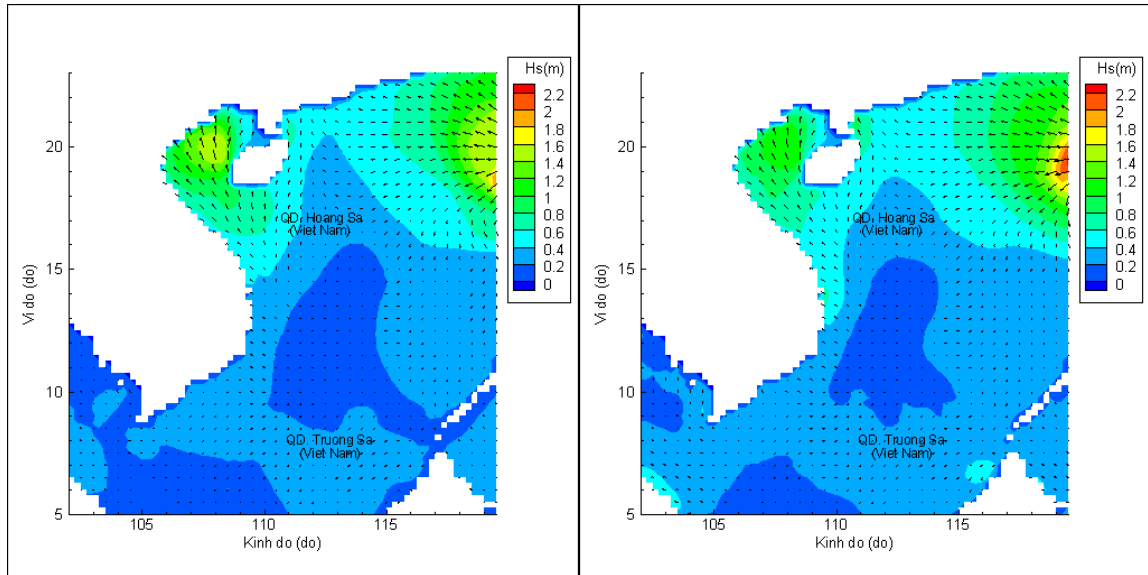 Hs(m)
2.2
2
1.8
1.6
1.4
1.2
1
0.8
0.6
0.4
0.2
0
20
15
10
5
Vi do (do)
QD. Hoang Sa
(Viet Nam)
QD. Truong Sa
(Viet Nam)
105
110
115
Kinh do (do)
Hs(m)
2.2
2
1.8
1.6
1.4
1.2
1
0.8
0.6
0.4
0.2
0
20
15
10
5
Vi do (do)
QD. Hoang Sa
(Viet Nam)
QD. Truong Sa
(Viet Nam)
105
110
115
Kinh do (do)